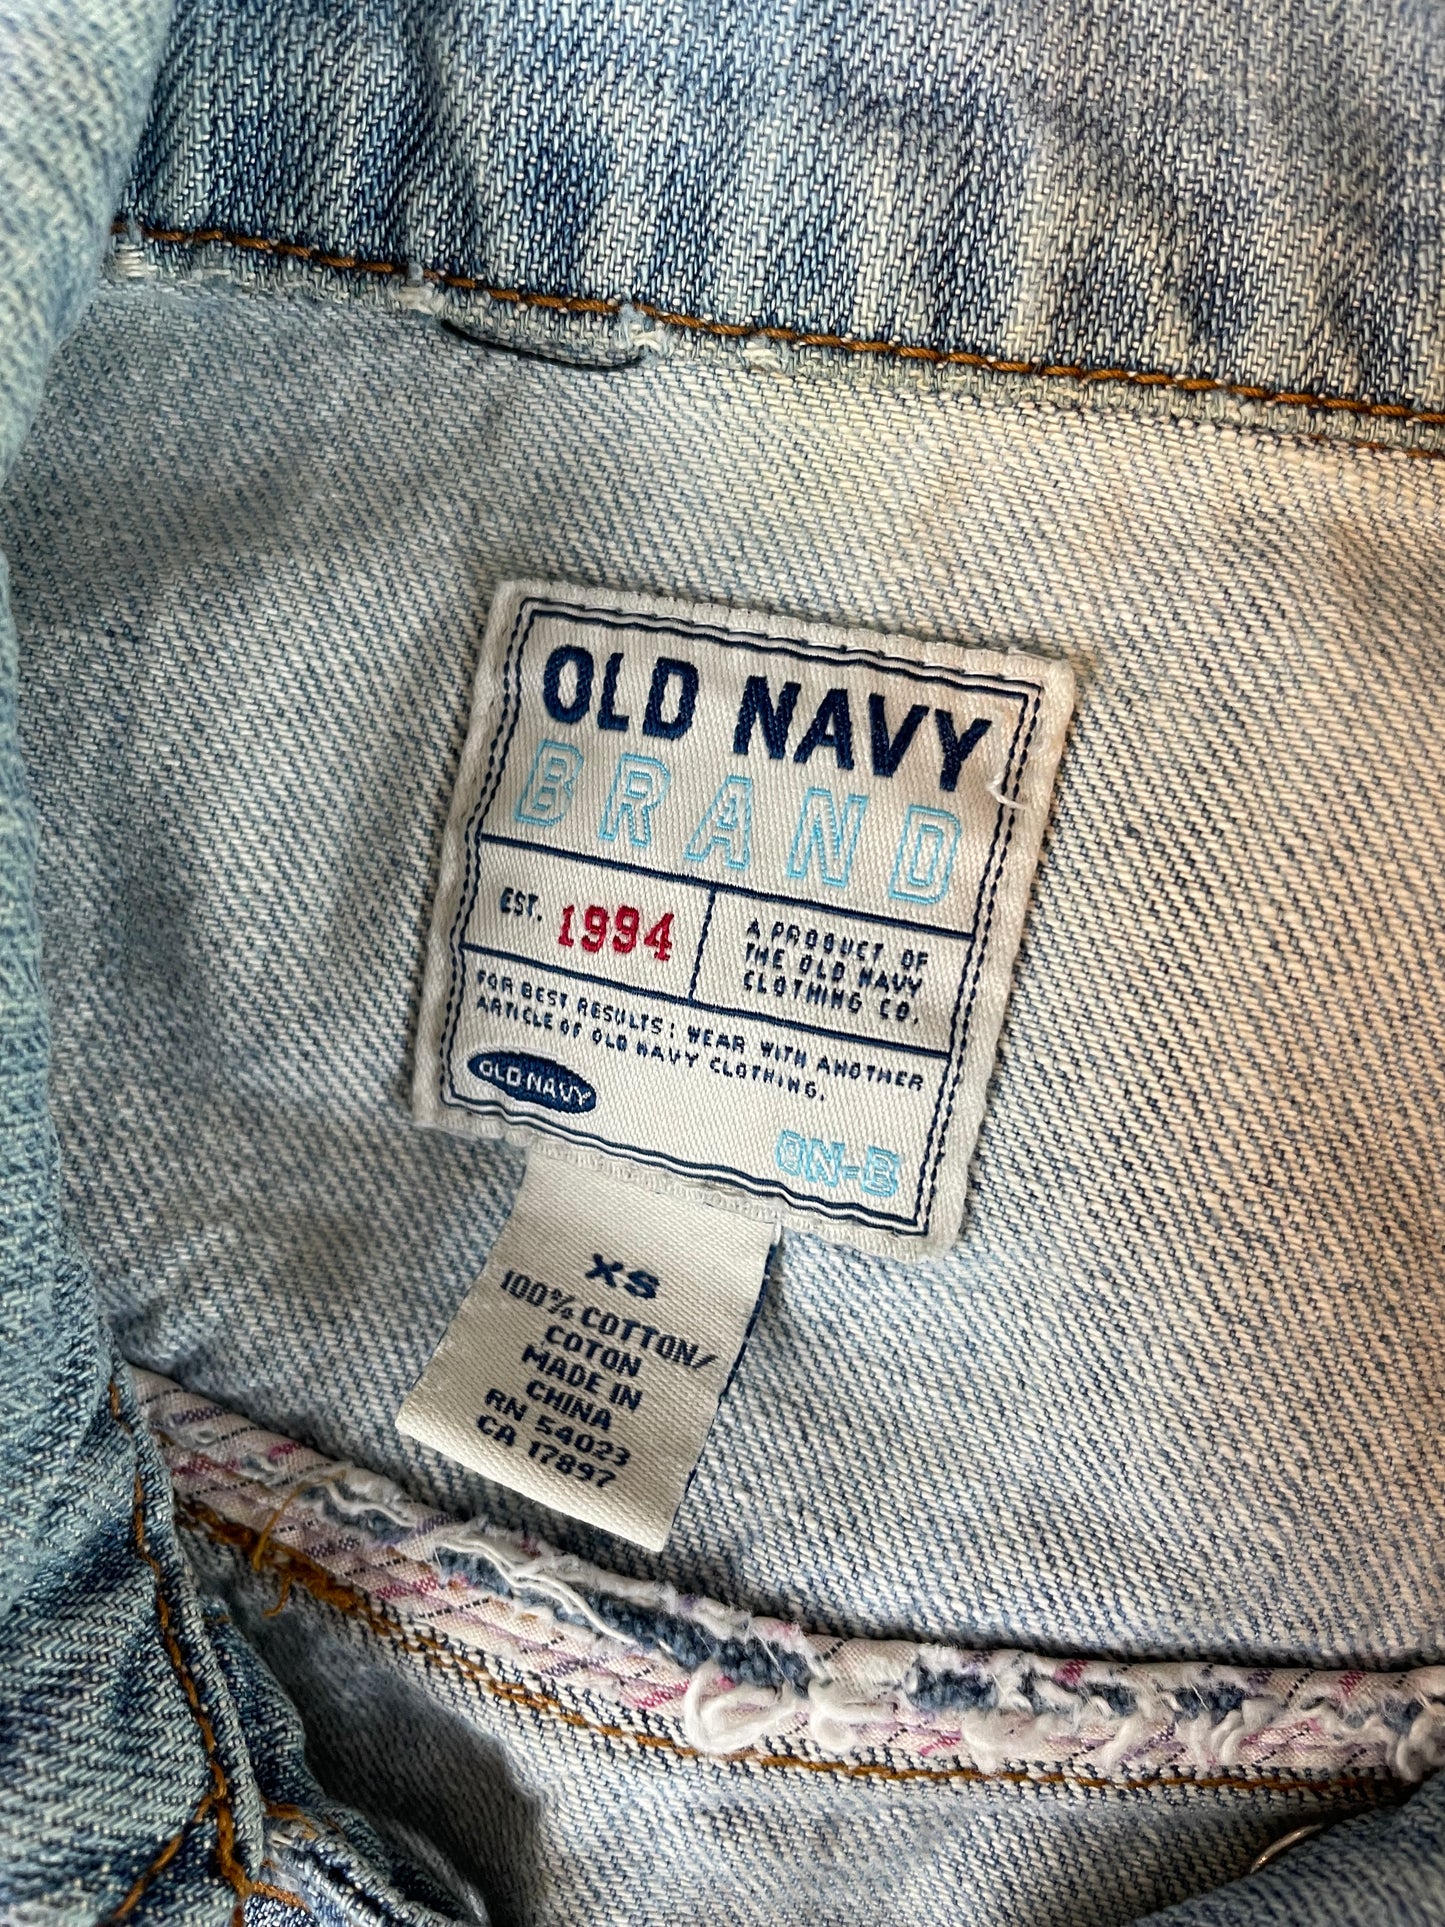 OLD NAVY
BRAND
EST. 1994
A PRODUCT OF
THE OLD NAVY
CLOTHING CO.
FOR BEST RESULTS: WEAR WITH ANOTHER
ARTICLE OF OLD NAVY CLOTHING.
OLD NAVY
ON-B
XS
100% COTTON/
COTON
MADE IN
CHINA
RN 54023
CA 17897